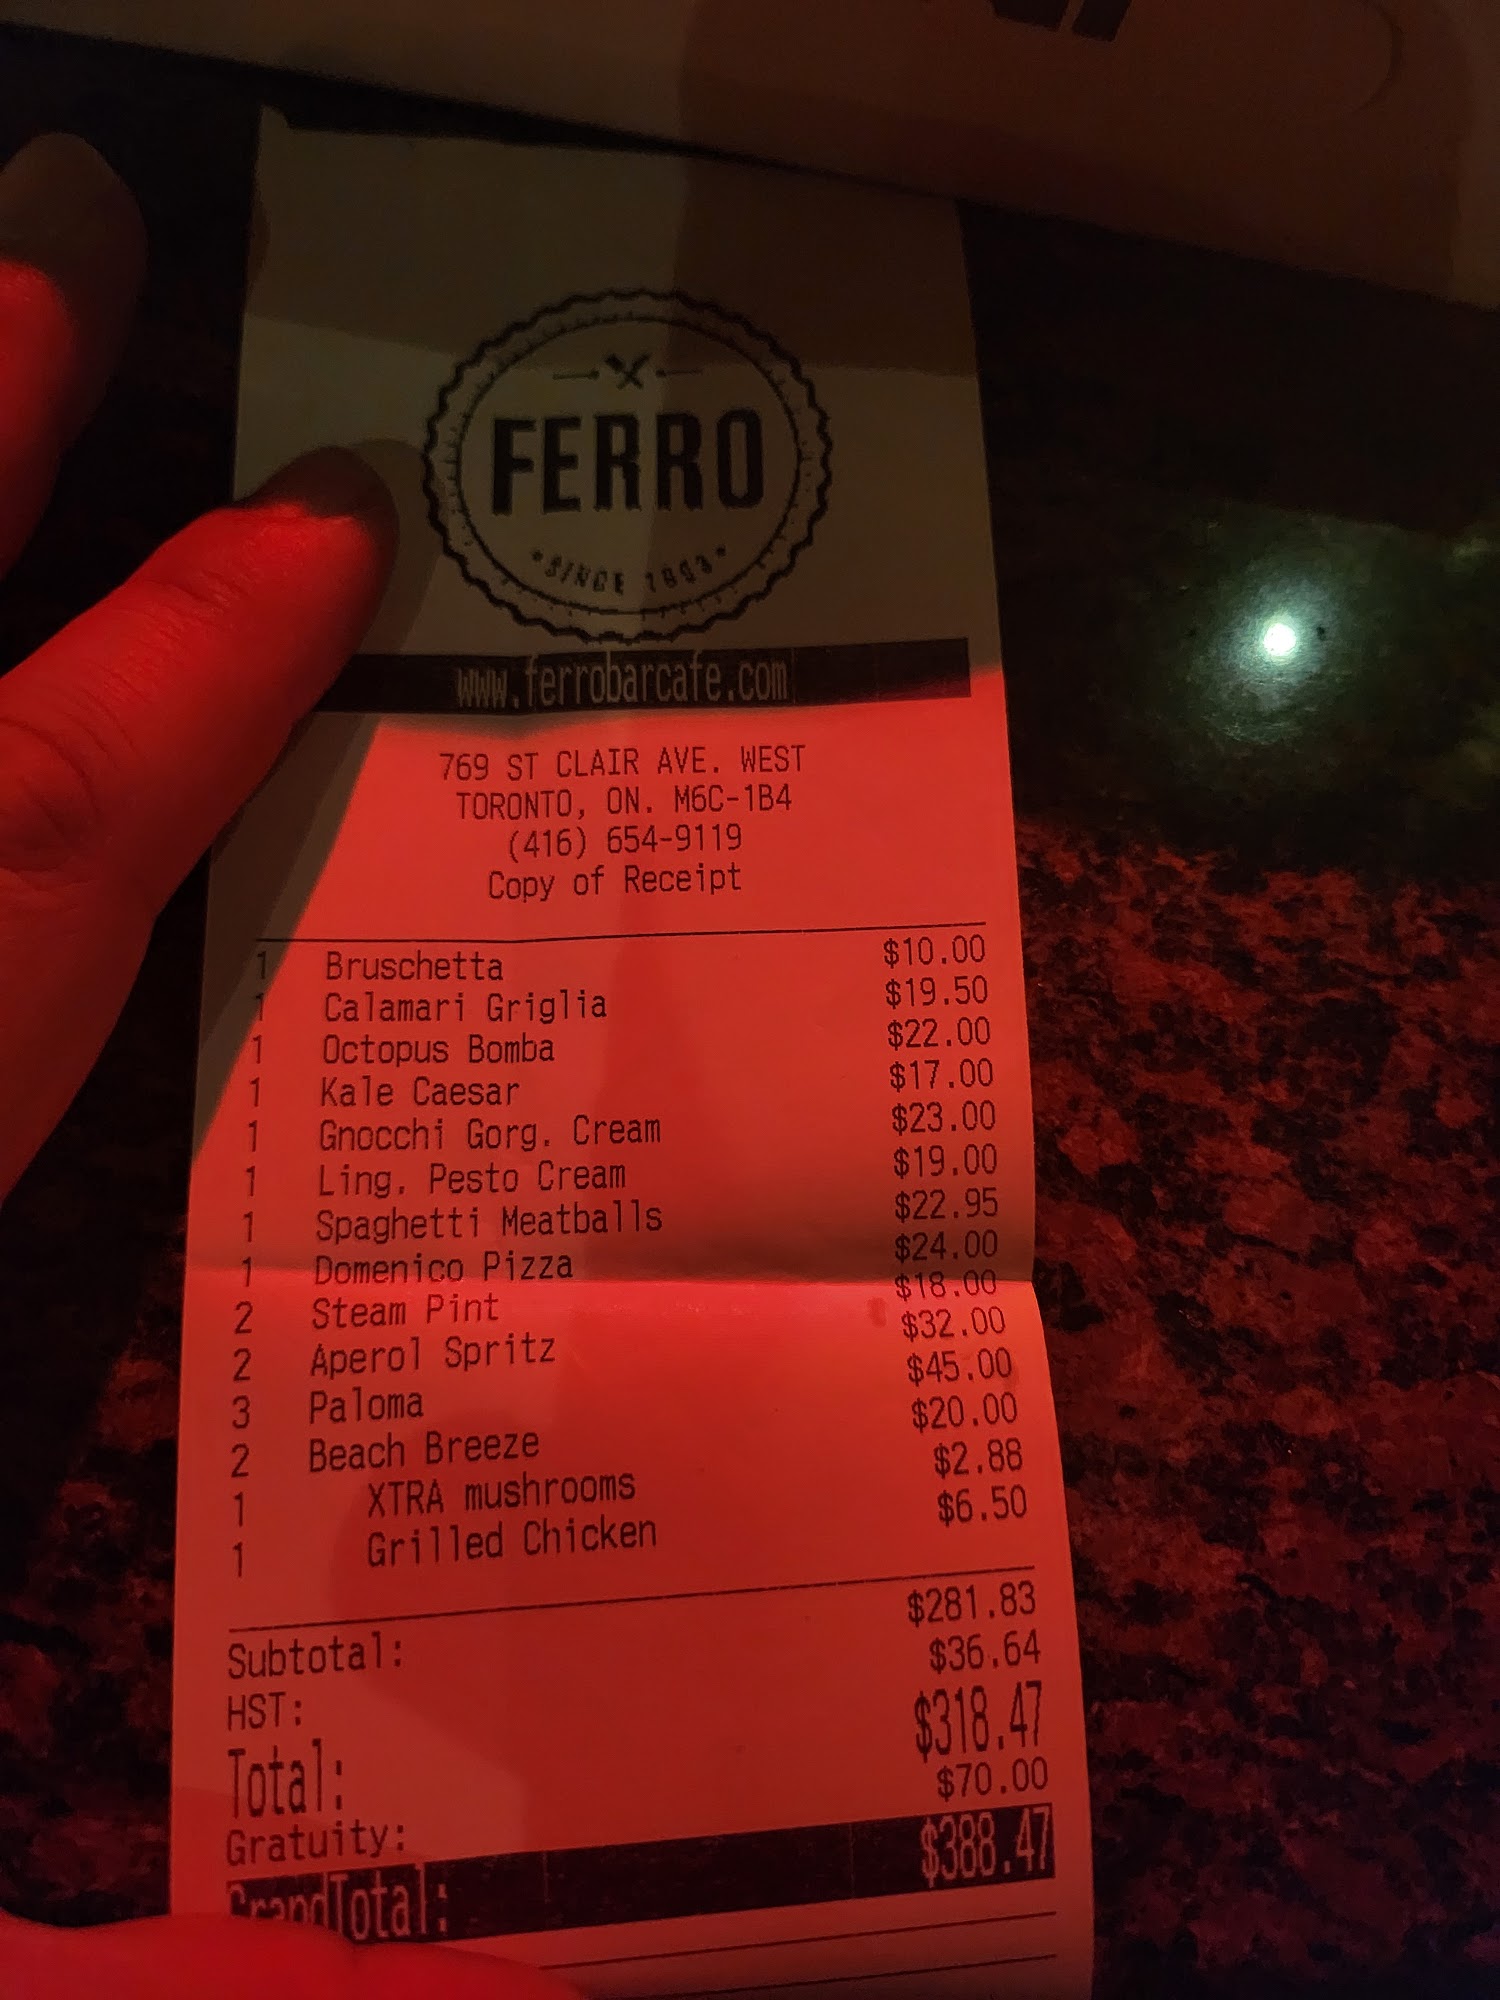 FERRO
SINCE 1993
www.ferrobarcafe.com
769 ST CLAIR AVE. WEST
TORONTO, ON. M6C-1B4
(416) 654-9119
Copy of Receipt
1 Bruschetta $10.00
1 Calamari Griglia $19.50
1 Octopus Bomba $22.00
1 Kale Caesar $17.00
1 Gnocchi Gorg. Cream $23.00
1 Ling. Pesto Cream $19.00
1 Spaghetti Meatballs $22.95
1 Domenico Pizza $24.00
2 Steam Pint $18.00
2 Aperol Spritz $32.00
3 Paloma $45.00
2 Beach Breeze $20.00
1 XTRA mushrooms $2.88
1 Grilled Chicken $6.50
Subtotal: $281.83
HST: $36.64
Total: $318.47
Gratuity: $70.00
GrandTotal: $388.47